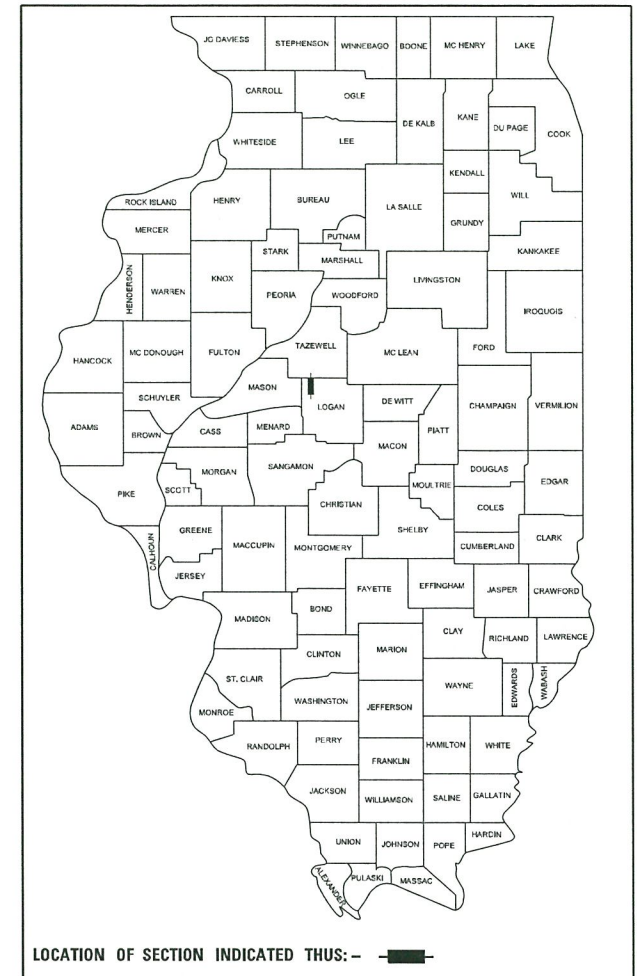 JO DAVIESS STEPHENSON WINNEBAGO BOONE MC HENRY LAKE
CARROLL OGLE
DE KALB KANE DU PAGE COOK
WHITESIDE LEE
KENDALL
ROCK ISLAND HENRY BUREAU LA SALLE WILL
MERCER PUTNAM GRUNDY
STARK MARSHALL KANKAKEE
HENDERSON WARREN KNOX PEORIA WOODFORD LIVINGSTON
IROQUOIS
HANCOCK MC DONOUGH FULTON TAZEWELL MC LEAN FORD
MASON
SCHUYLER LOGAN DE WITT CHAMPAIGN VERMILION
ADAMS BROWN CASS MENARD MACON PIATT
MORGAN SANGAMON DOUGLAS
PIKE SCOTT CHRISTIAN MOULTRIE EDGAR
COLES
GREENE SHELBY
CALHOUN MACCUPIN MONTGOMERY CUMBERLAND CLARK
JERSEY
FAYETTE EFFINGHAM JASPER CRAWFORD
MADISON BOND
CLAY RICHLAND LAWRENCE
CLINTON MARION
ST. CLAIR WAYNE EDWARDS WABASH
WASHINGTON JEFFERSON
MONROE
RANDOLPH PERRY HAMILTON WHITE
FRANKLIN
JACKSON WILLIAMSON SALINE GALLATIN
UNION JOHNSON POPE HARDIN
ALEXANDER PULASKI MASSAC
LOCATION OF SECTION INDICATED THUS:-